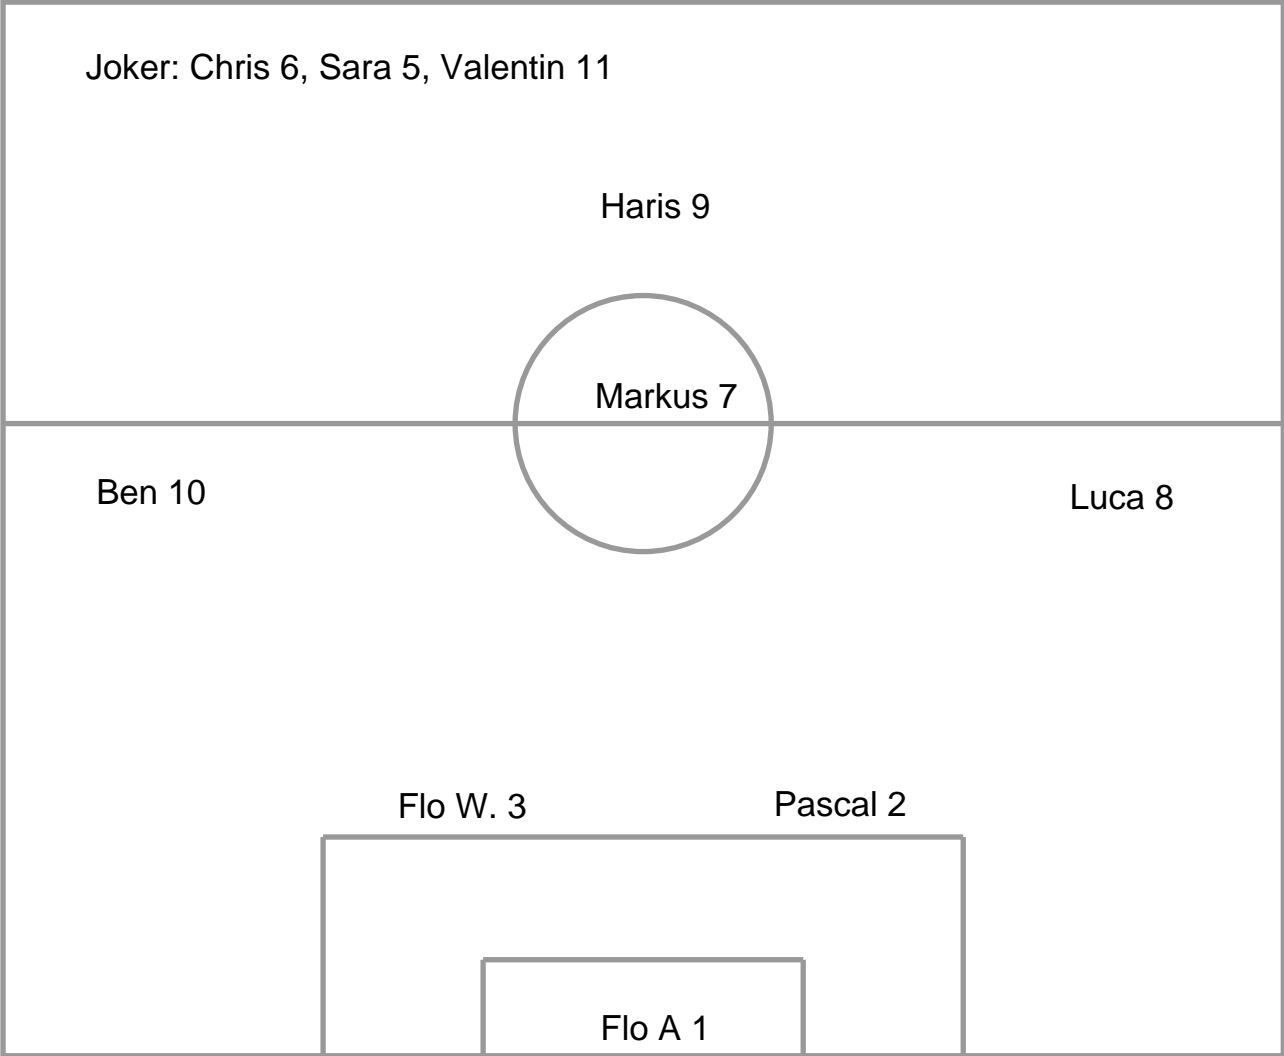 Joker: Chris 6, Sara 5, Valentin 11
Haris 9
Markus 7
Ben 10
Luca 8
Flo W. 3
Pascal 2
Flo A 1